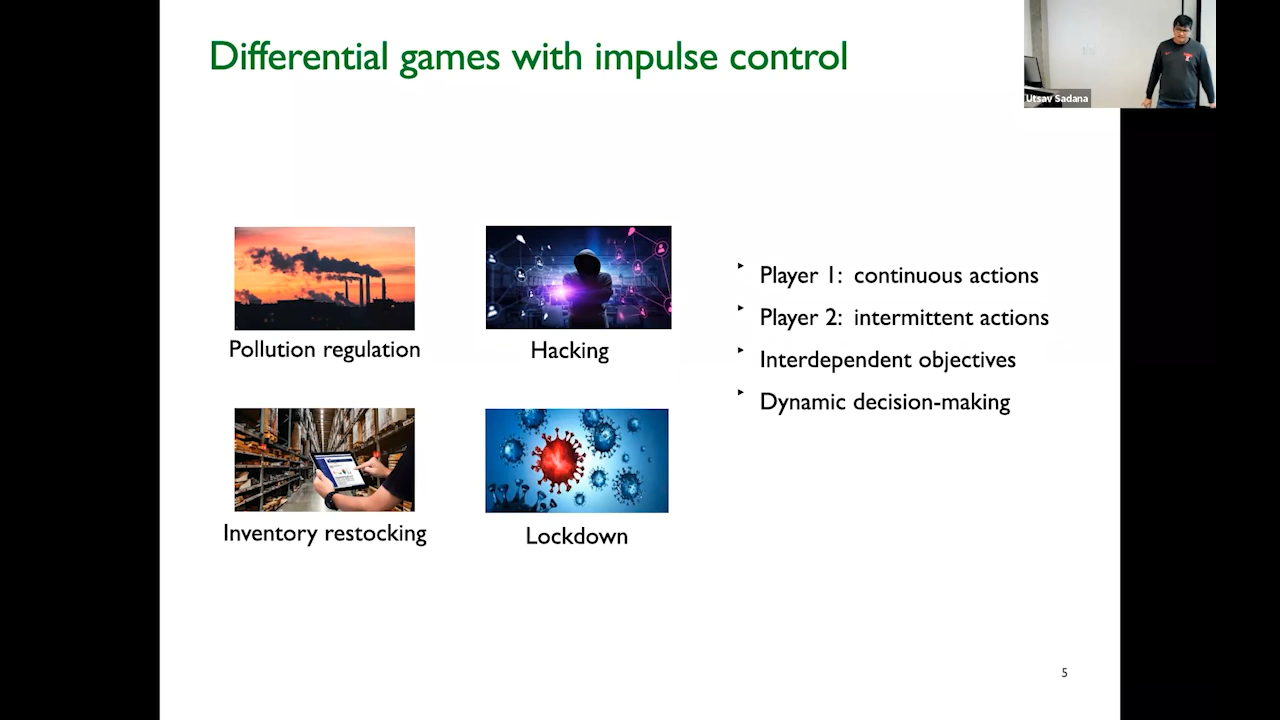 Differential games with impulse control
Utsav Sadana
Pollution regulation
Hacking
Inventory restocking
Lockdown
Player 1: continuous actions
Player 2: intermittent actions
Interdependent objectives
Dynamic decision-making
5